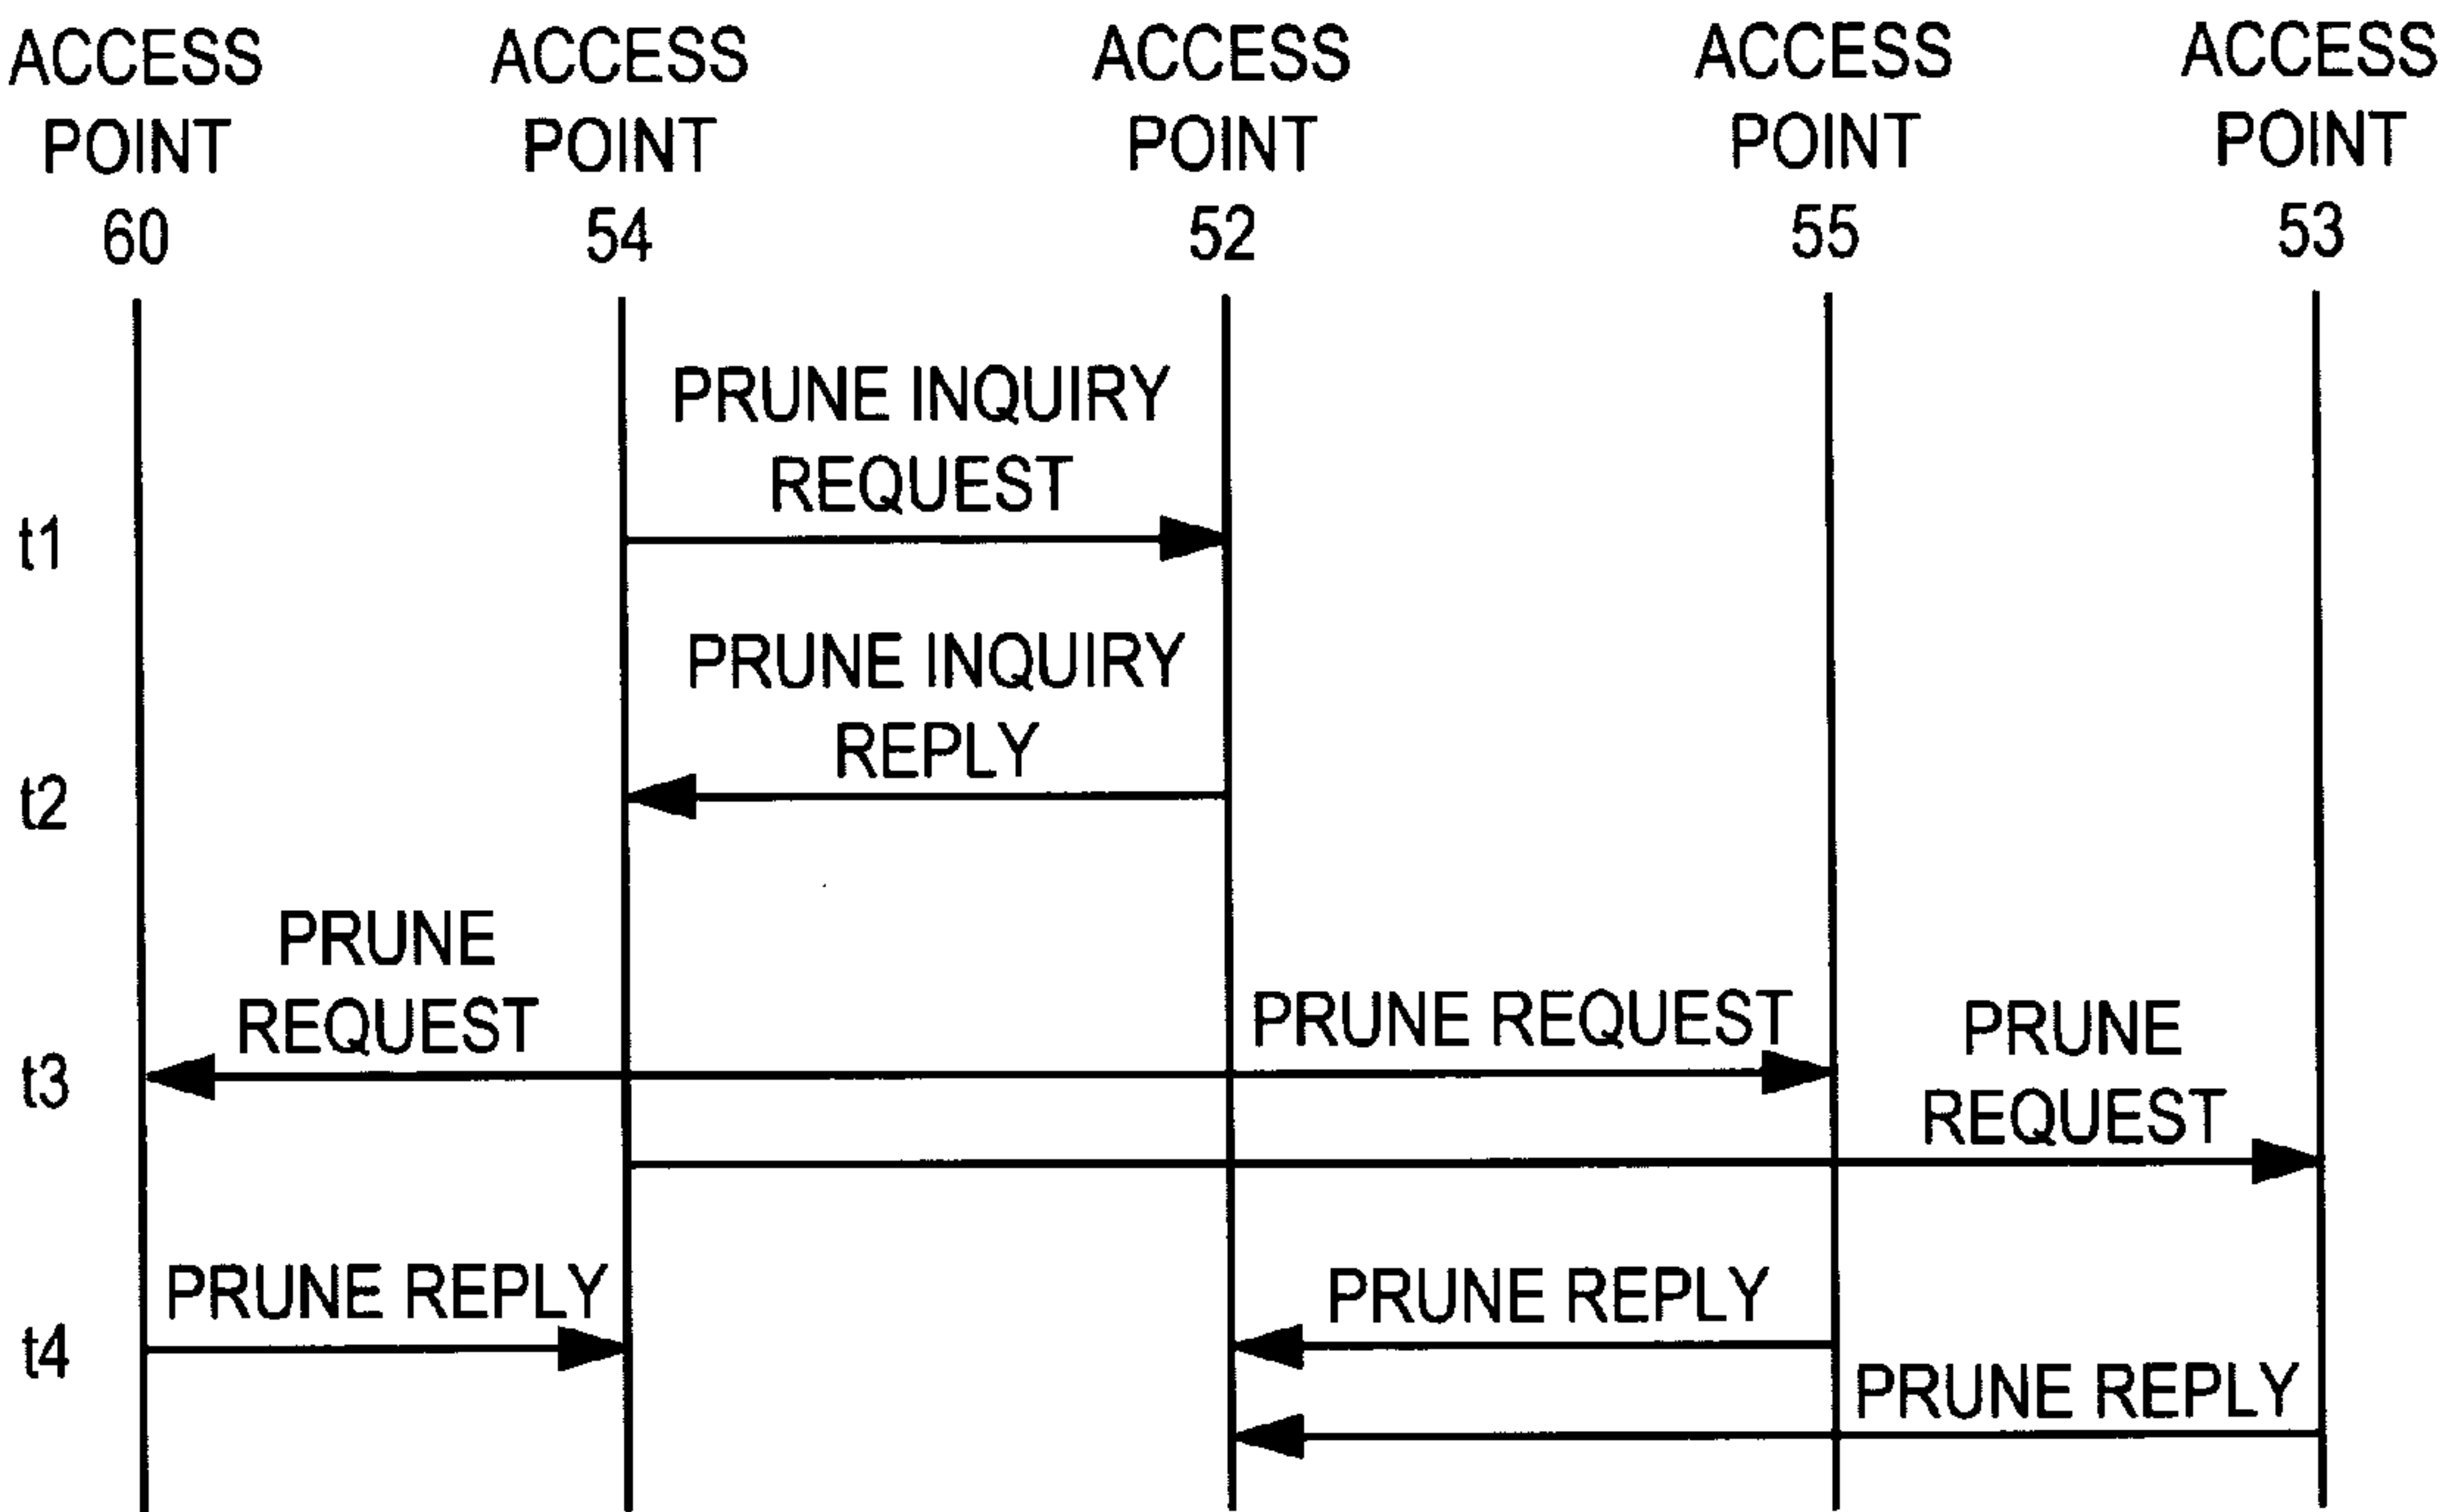 ACCESS
POINT
60
ACCESS
POINT
54
ACCESS
POINT
52
ACCESS
POINT
55
ACCESS
POINT
53
PRUNE INQUIRY
REQUEST
t1
PRUNE INQUIRY
REPLY
t2
PRUNE
REQUEST
PRUNE REQUEST
PRUNE
REQUEST
t3
PRUNE REPLY
PRUNE REPLY
t4
PRUNE REPLY